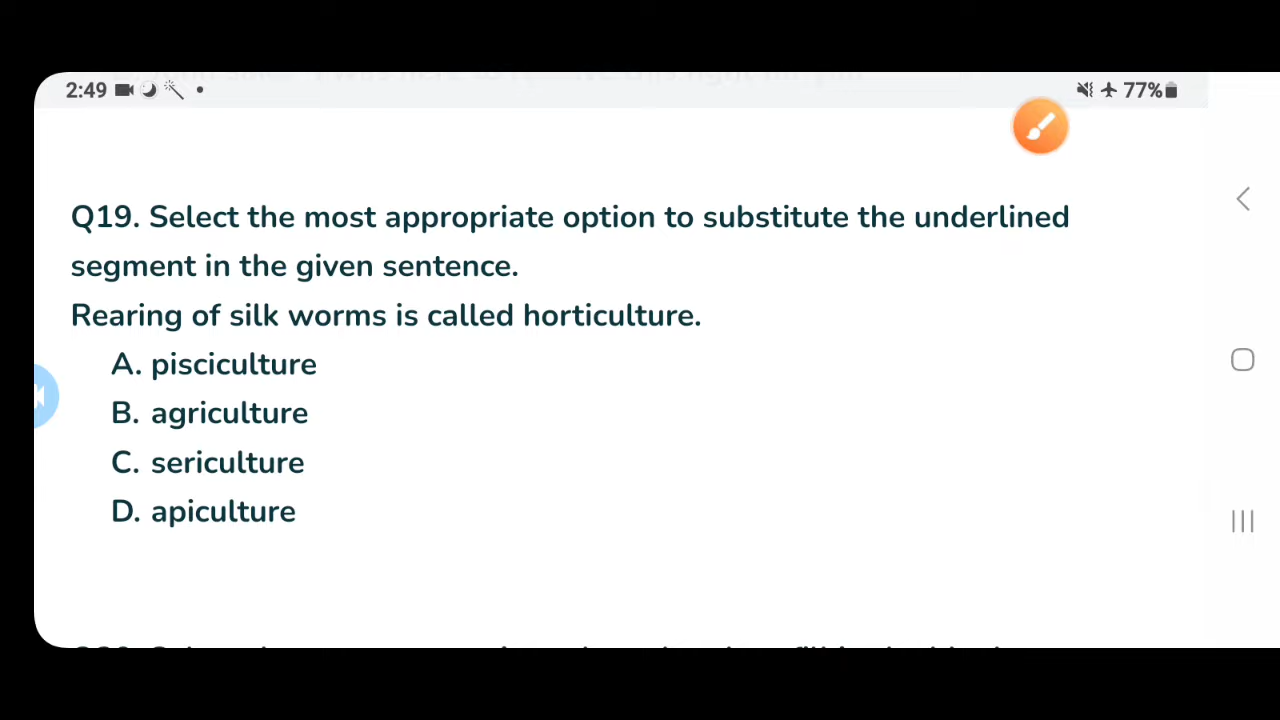 2:49 77%
Q19. Select the most appropriate option to substitute the underlined
segment in the given sentence.
Rearing of silk worms is called horticulture.
A. pisciculture
B. agriculture
C. sericulture
D. apiculture